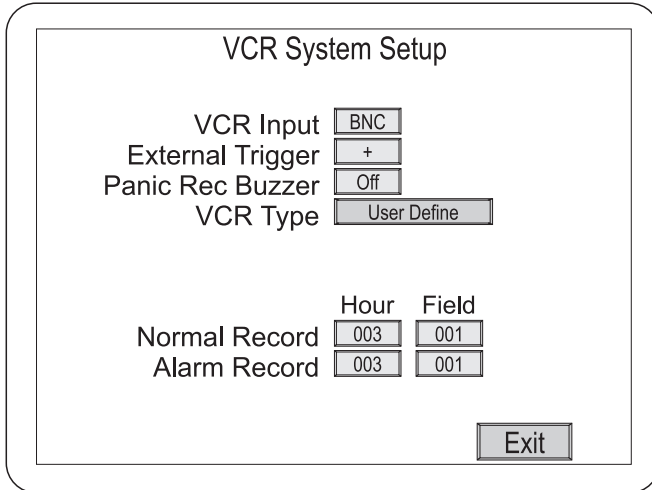 VCR System Setup
VCR Input BNC
External Trigger +
Panic Rec Buzzer Off
VCR Type User Define
Hour Field
Normal Record 003 001
Alarm Record 003 001
Exit